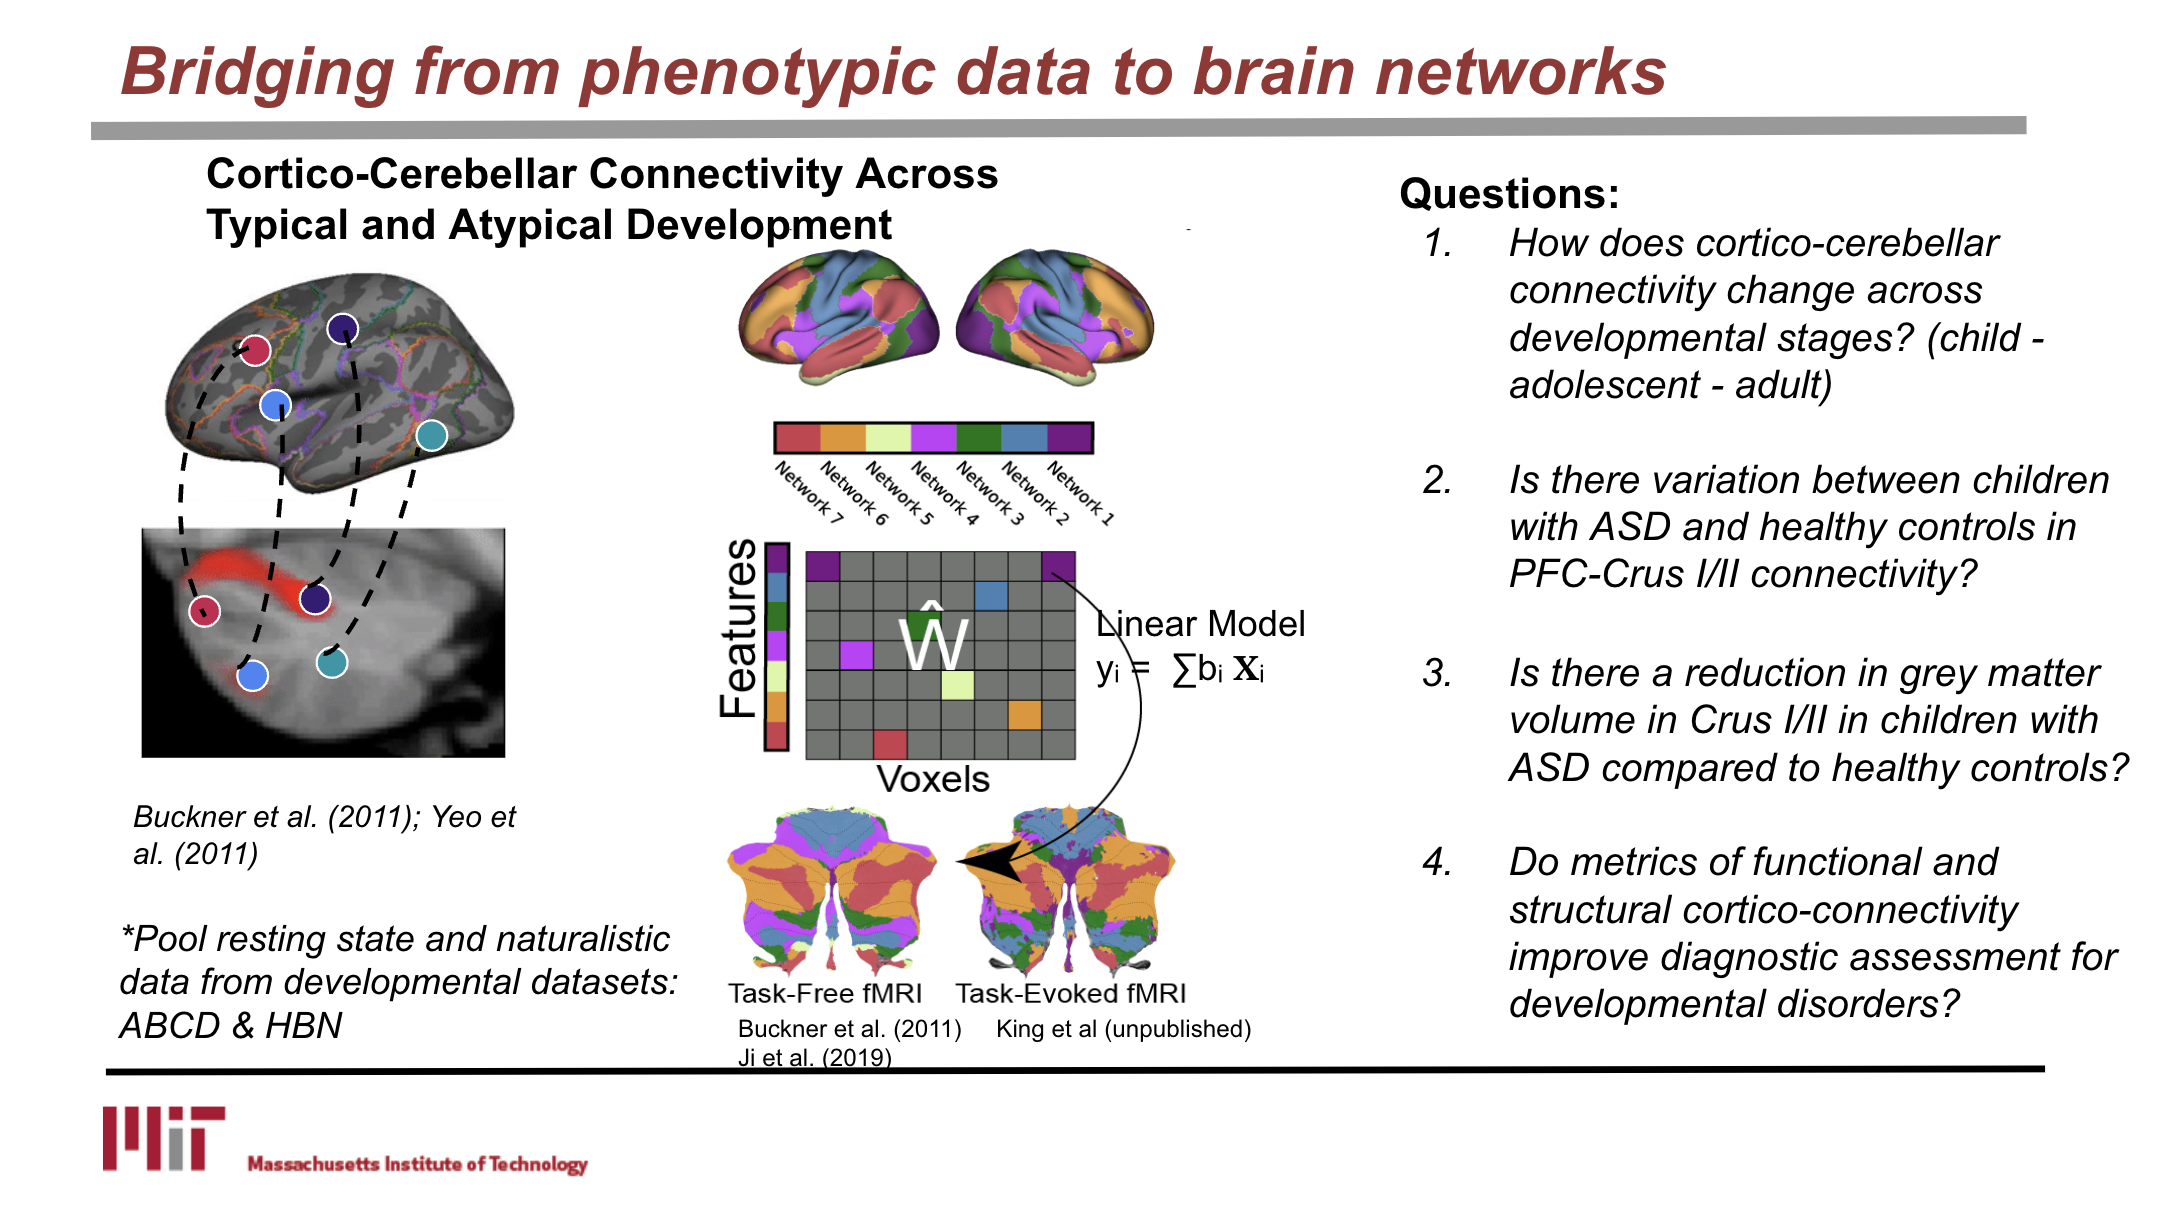 Bridging from phenotypic data to brain networks
Cortico-Cerebellar Connectivity Across
Typical and Atypical Development
Buckner et al. (2011); Yeo et
al. (2011)
*Pool resting state and naturalistic
data from developmental datasets:
ABCD & HBN
Network 7
Network 6
Network 5
Network 4
Network 3
Network 2
Network 1
Features
Ŵ
Voxels
Linear Model
yᵢ = ∑bᵢ Xᵢ
Task-Free fMRI
Task-Evoked fMRI
Buckner et al. (2011)
Ji et al. (2019)
King et al (unpublished)
Questions:
1. How does cortico-cerebellar
connectivity change across
developmental stages? (child -
adolescent - adult)
2. Is there variation between children
with ASD and healthy controls in
PFC-Crus I/II connectivity?
3. Is there a reduction in grey matter
volume in Crus I/II in children with
ASD compared to healthy controls?
4. Do metrics of functional and
structural cortico-connectivity
improve diagnostic assessment for
developmental disorders?
MIT
Massachusetts Institute of Technology